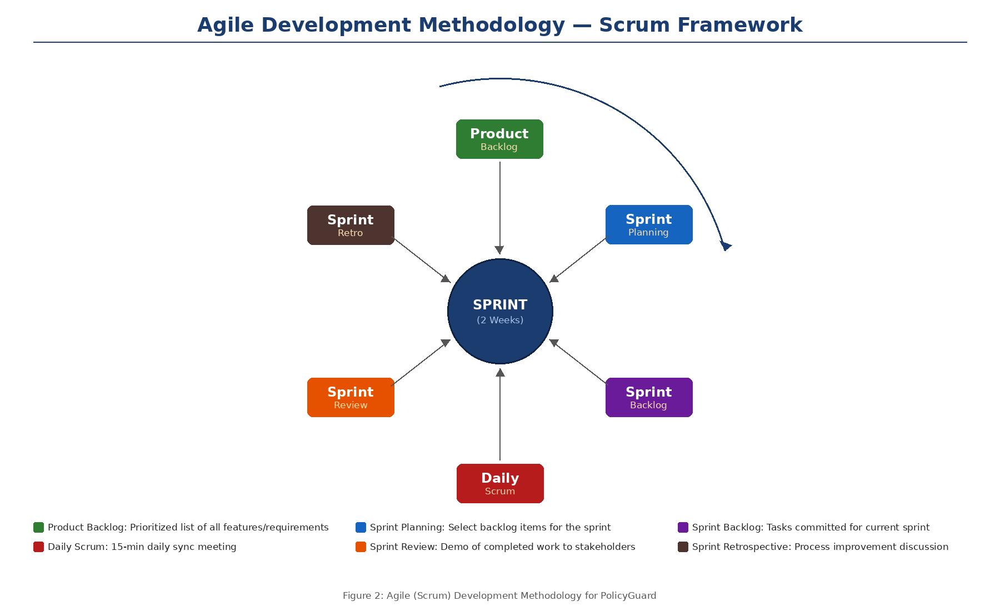 Agile Development Methodology — Scrum Framework
Product
Backlog
Sprint
Retro
Sprint
Planning
SPRINT
(2 Weeks)
Sprint
Review
Sprint
Backlog
Daily
Scrum
Product Backlog: Prioritized list of all features/requirements
Sprint Planning: Select backlog items for the sprint
Sprint Backlog: Tasks committed for current sprint
Daily Scrum: 15-min daily sync meeting
Sprint Review: Demo of completed work to stakeholders
Sprint Retrospective: Process improvement discussion
Figure 2: Agile (Scrum) Development Methodology for PolicyGuard